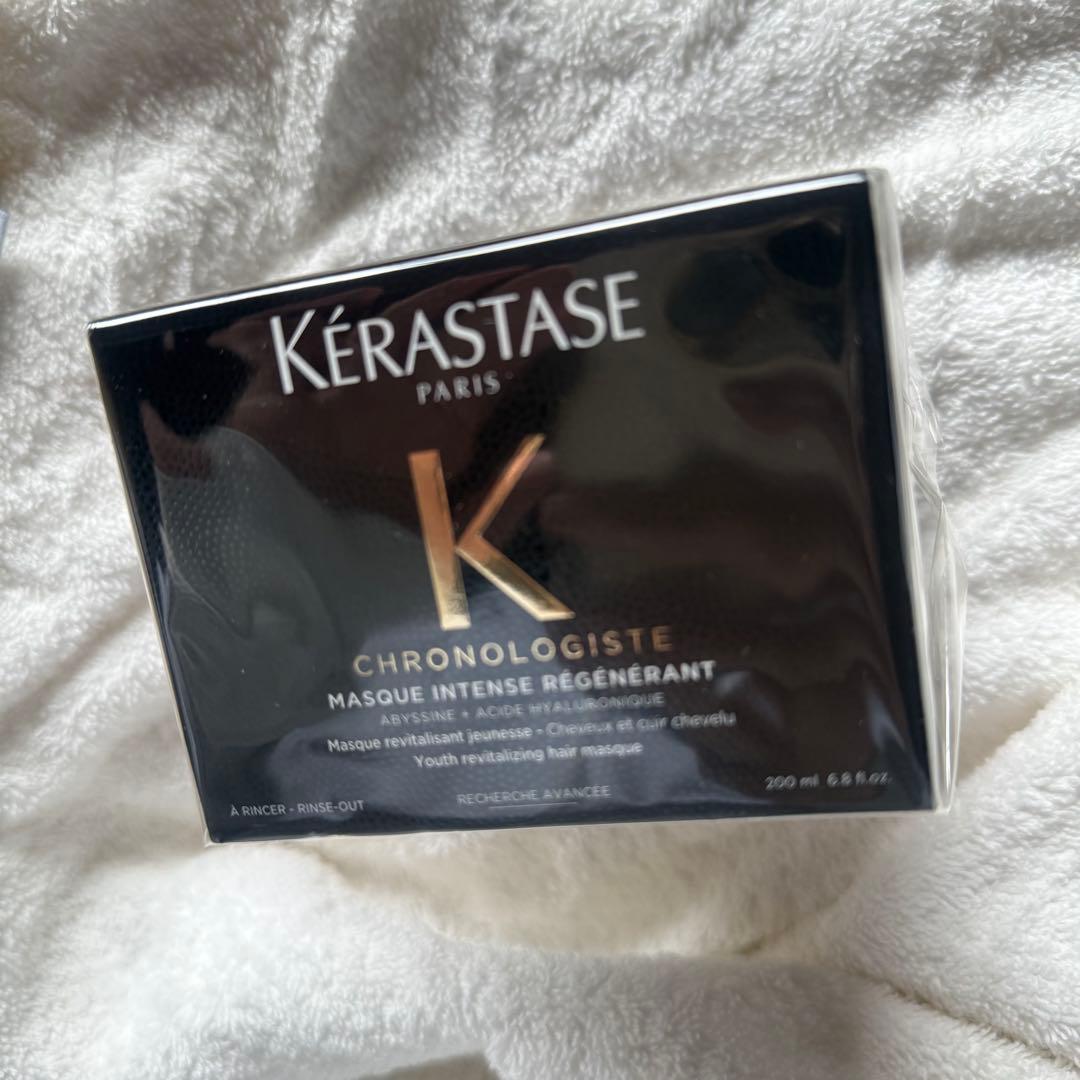 KÉRASTASE
PARIS
K
CHRONOLOGISTE
MASQUE INTENSE RÉGÉNÉRANT
ABYSSINE + ACIDE HYALURONIQUE
Masque revitalisant jeunesse - Cheveux et cuir chevelu
Youth revitalizing hair masque
200 ml 6.8 fl.oz.
À RINCER - RINSE-OUT
RECHERCHE AVANCÉE